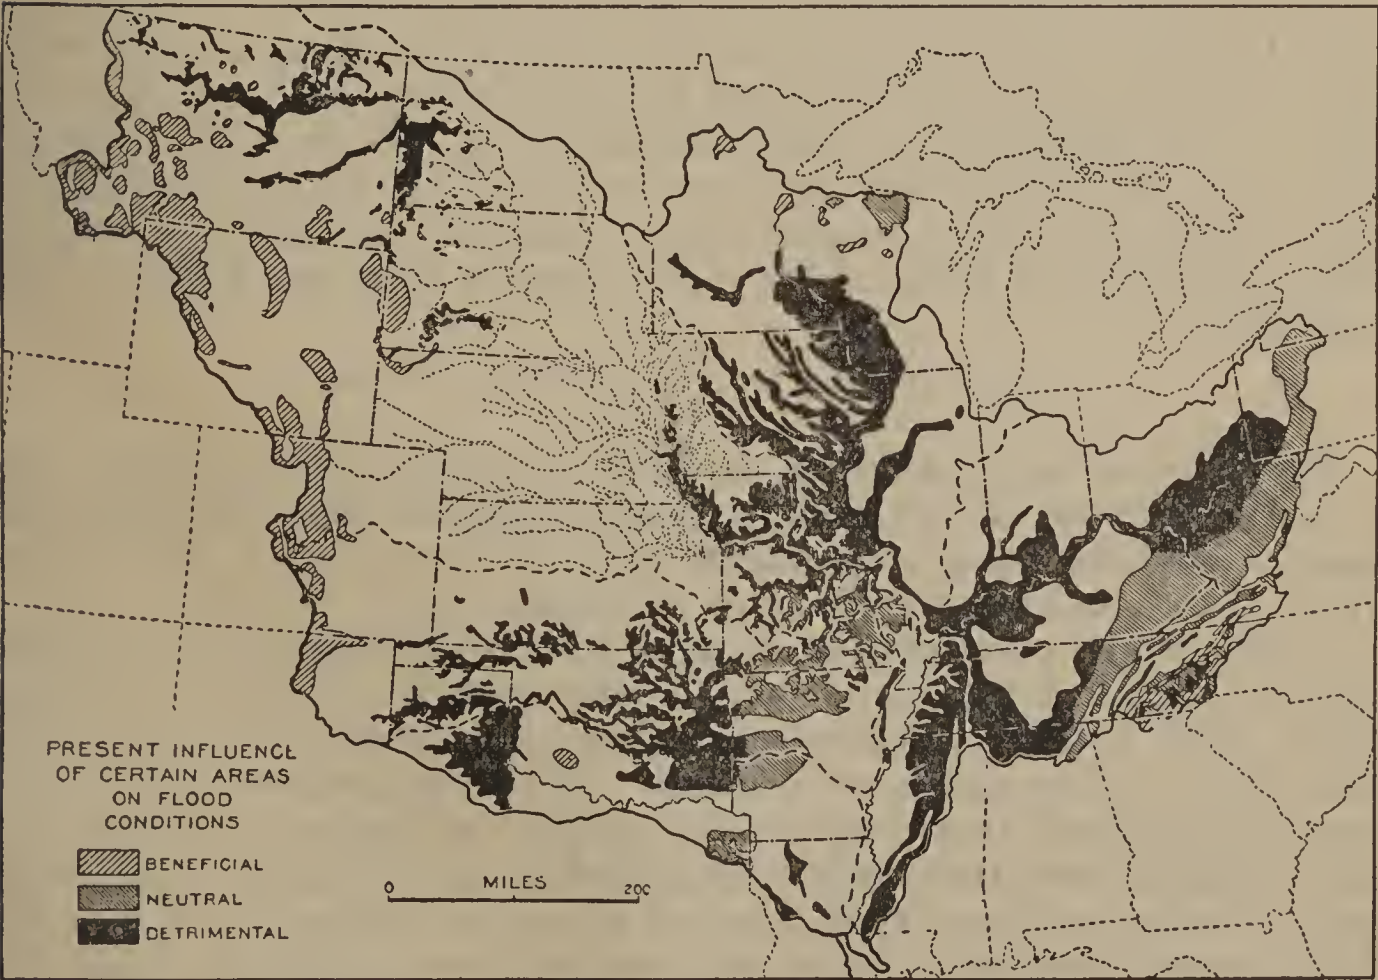 PRESENT INFLUENCE
OF CERTAIN AREAS
ON FLOOD
CONDITIONS
BENEFICIAL
NEUTRAL
DETRIMENTAL
0 MILES 200